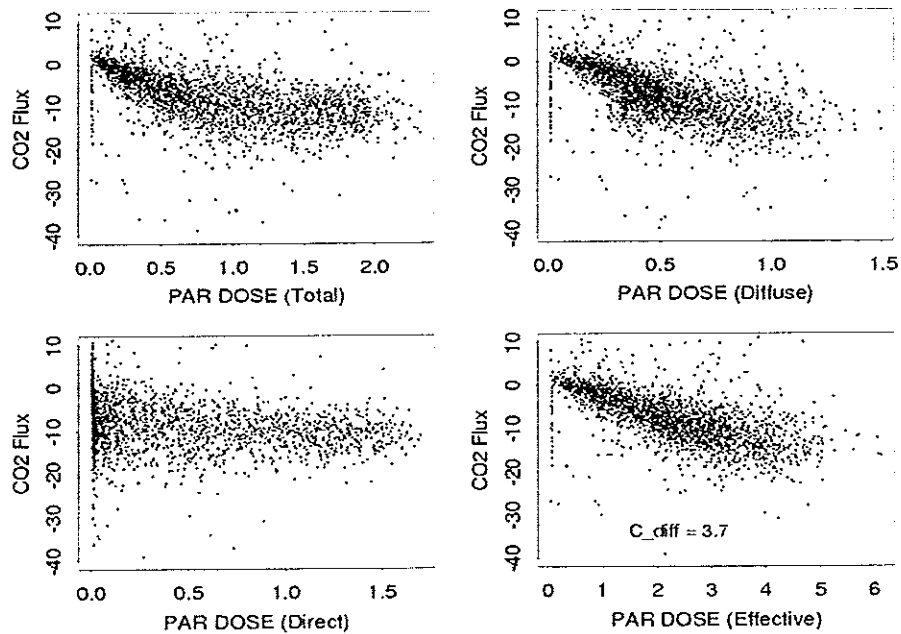 10
0
-10
-20
-30
-40
CO2 Flux
0.0 0.5 1.0 1.5 2.0
PAR DOSE (Total)
10
0
-10
-20
-30
-40
CO2 Flux
0.0 0.5 1.0 1.5
PAR DOSE (Diffuse)
10
0
-10
-20
-30
-40
CO2 Flux
0.0 0.5 1.0 1.5
PAR DOSE (Direct)
10
0
-10
-20
-30
-40
CO2 Flux
C_diff = 3.7
0 1 2 3 4 5 6
PAR DOSE (Effective)